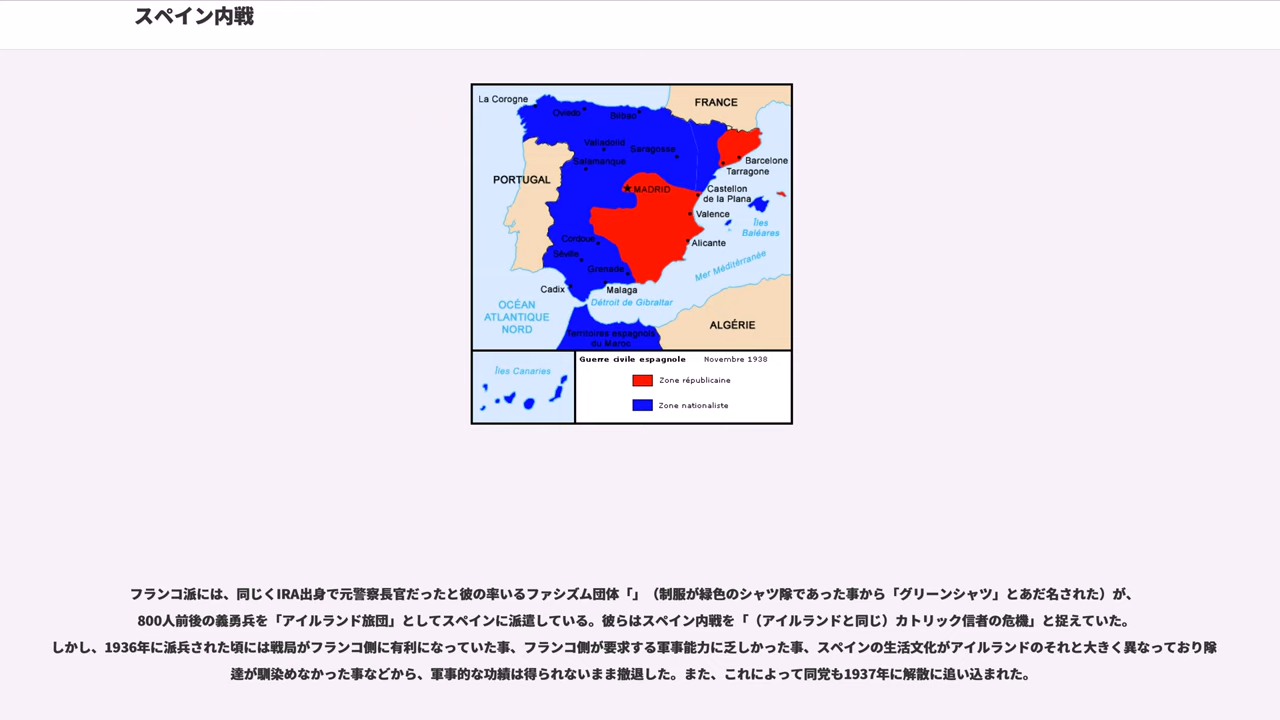 スペイン内戦
La Corogne
Oviedo
Bilbao
FRANCE
Valladolid
Saragosse
Salamanque
Barcelone
Tarragone
PORTUGAL
MADRID
Castellon
de la Plana
Valence
Îles
Baléares
Cordoue
Alicante
Séville
Grenade
Mer Méditerranée
Cadix
Malaga
Détroit de Gibraltar
OCÉAN
ATLANTIQUE
NORD
ALGÉRIE
Territoires espagnols
du Maroc
Guerre civile espagnole Novembre 1938
Îles Canaries
Zone républicaine
Zone nationaliste
フランコ派には、同じくIRA出身で元警察長官だったと彼の率いるファシズム団体「」（制服が緑色のシャツ隊であった事から「グリーンシャツ」とあだ名された）が、
800人前後の義勇兵を「アイルランド旅団」としてスペインに派遣している。彼らはスペイン内戦を「（アイルランドと同じ）カトリック信者の危機」と捉えていた。
しかし、1936年に派兵された頃には戦局がフランコ側に有利になっていた事、フランコ側が要求する軍事能力に乏しかった事、スペインの生活文化がアイルランドのそれと大きく異なっており隊
達が馴染めなかった事などから、軍事的な功績は得られないまま撤退した。また、これによって同党も1937年に解散に追い込まれた。